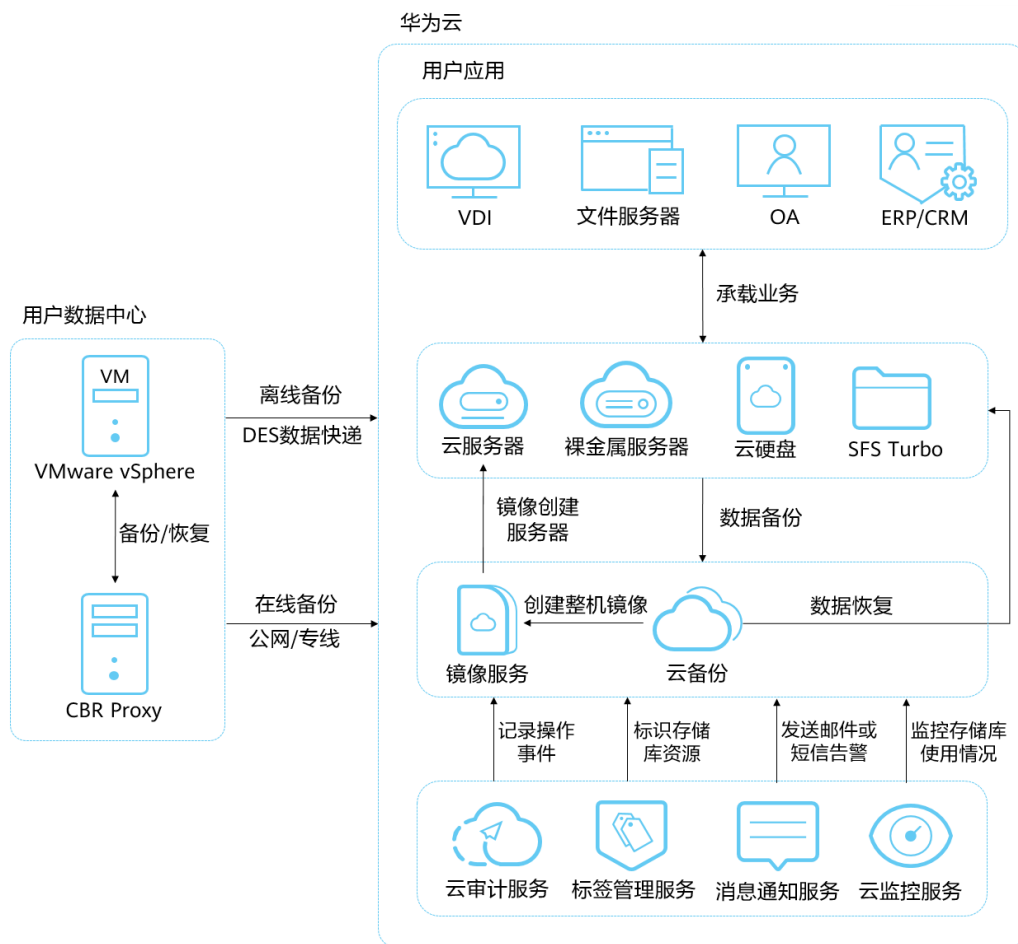 华为云
用户应用
VDI
文件服务器
OA
ERP/CRM
承载业务
用户数据中心
VM
VMware vSphere
离线备份
DES数据快递
云服务器
裸金属服务器
云硬盘
SFS Turbo
备份/恢复
镜像创建
服务器
数据备份
CBR Proxy
在线备份
公网/专线
创建整机镜像
数据恢复
镜像服务
云备份
记录操作
事件
标识存储
库资源
发送邮件或
短信告警
监控存储库
使用情况
云审计服务
标签管理服务
消息通知服务
云监控服务